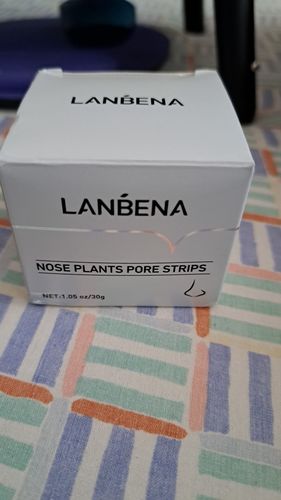 LANBENA
LANBENA
NOSE PLANTS PORE STRIPS
NET:1.05 oz/30g